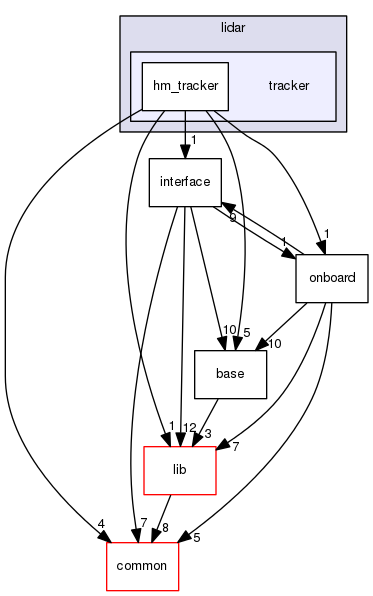 lidar
hm_tracker
tracker
1
interface
9
1
1
onboard
10
5
10
base
1
12
3
7
lib
4
7
8
5
common